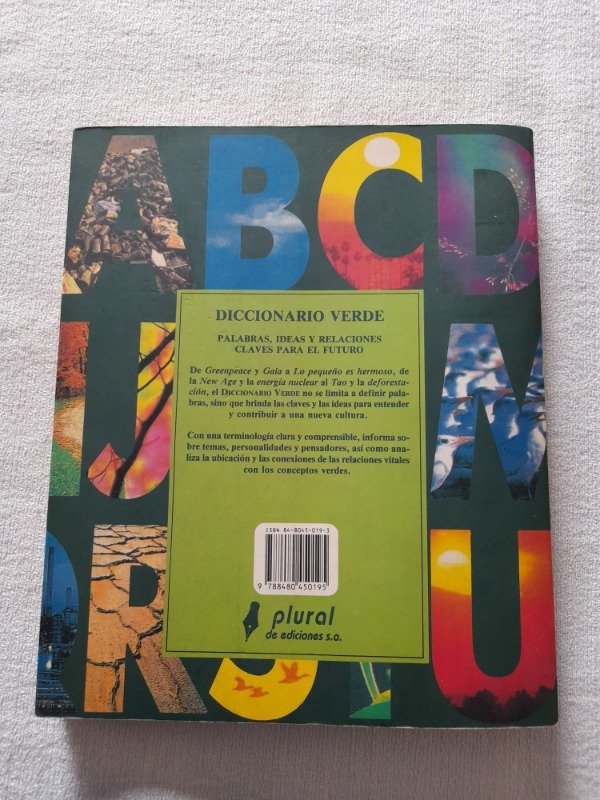 A B C D
I J M
R S T U
DICCIONARIO VERDE
PALABRAS, IDEAS Y RELACIONES
CLAVES PARA EL FUTURO
De Greenpeace y Gaia a Lo pequeño es hermoso, de
la New Age y la energía nuclear al Tao y la deforesta-
ción, el DICCIONARIO VERDE no se limita a definir pala-
bras, sino que brinda las claves y las ideas para entender
y contribuir a una nueva cultura.
Con una terminología clara y comprensible, informa so-
bre temas, personalidades y pensadores, así como ana-
liza la ubicación y las conexiones de las relaciones vitales
con los conceptos verdes.
ISBN 84-8045-019-3
9 788480 450195
plural
de ediciones s.a.